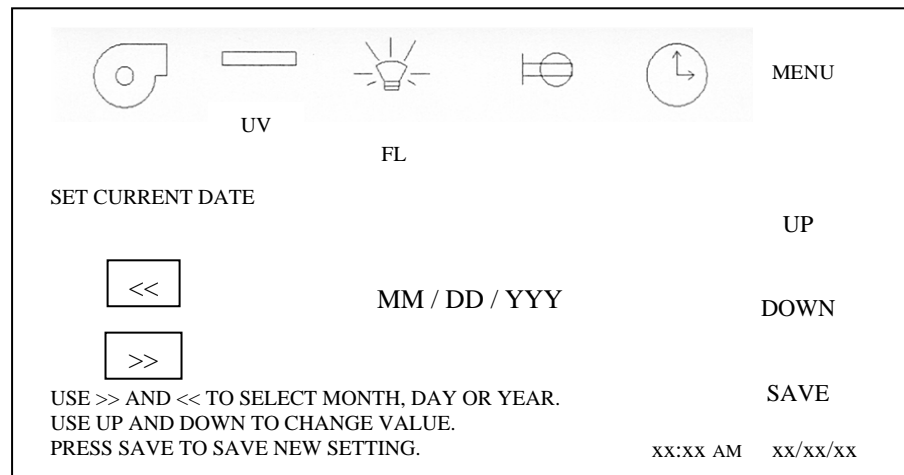 MENU
UV
FL
SET CURRENT DATE
UP
<<
MM / DD / YYY
DOWN
>>
USE >> AND << TO SELECT MONTH, DAY OR YEAR.
SAVE
USE UP AND DOWN TO CHANGE VALUE.
PRESS SAVE TO SAVE NEW SETTING.
xx:xx AM xx/xx/xx